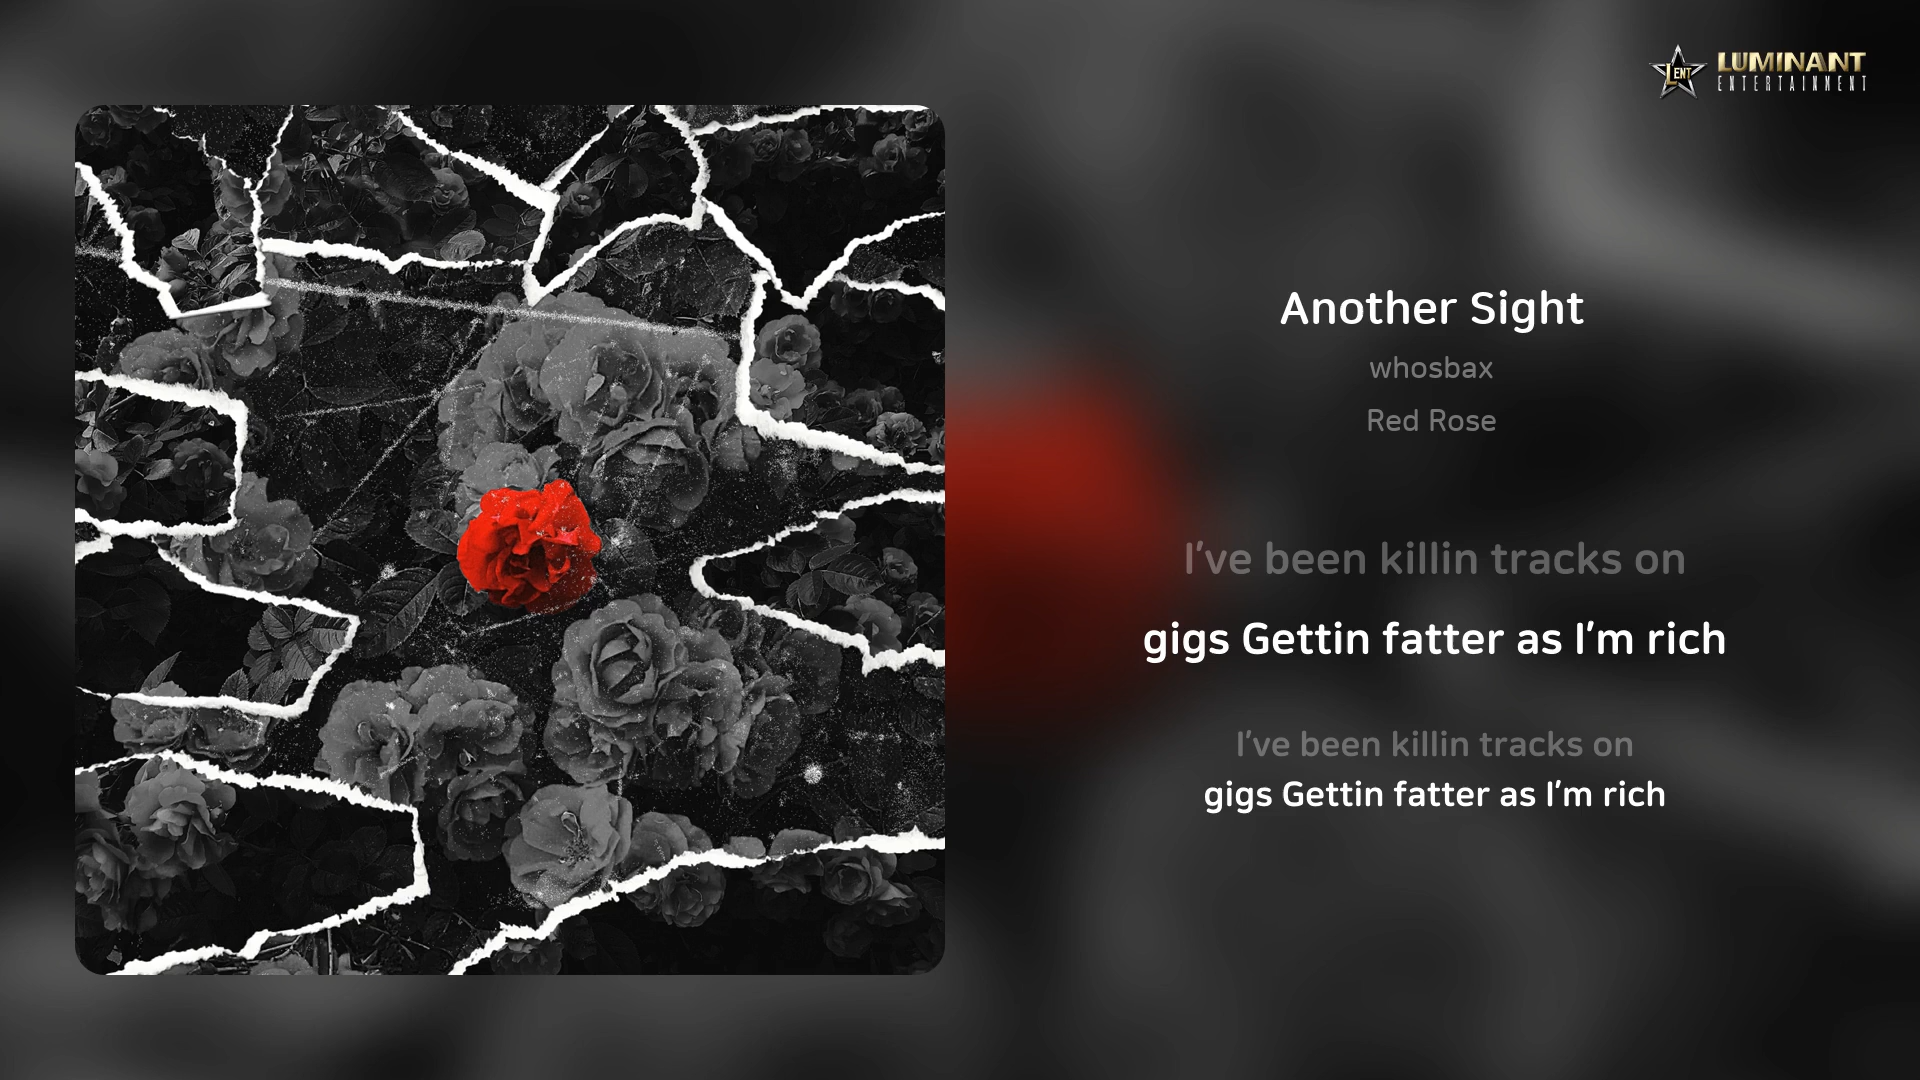 LENT
LUMINANT
ENTERTAINMENT
Another Sight
whosbax
Red Rose
I've been killin tracks on
gigs Gettin fatter as I'm rich
I've been killin tracks on
gigs Gettin fatter as I'm rich